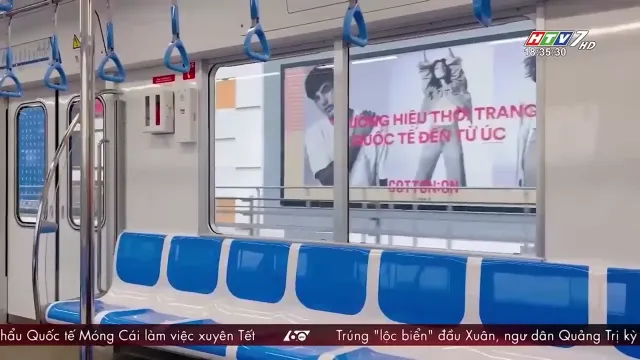 HTV7 HD
18:35:30
ƯƠNG HIỆU THỜI TRANG
QUỐC TẾ ĐẾN TỪ ÚC
COTTON:ON
hẩu Quốc tế Móng Cái làm việc xuyên Tết
60
Trúng "lộc biển" đầu Xuân, ngư dân Quảng Trị kỳ